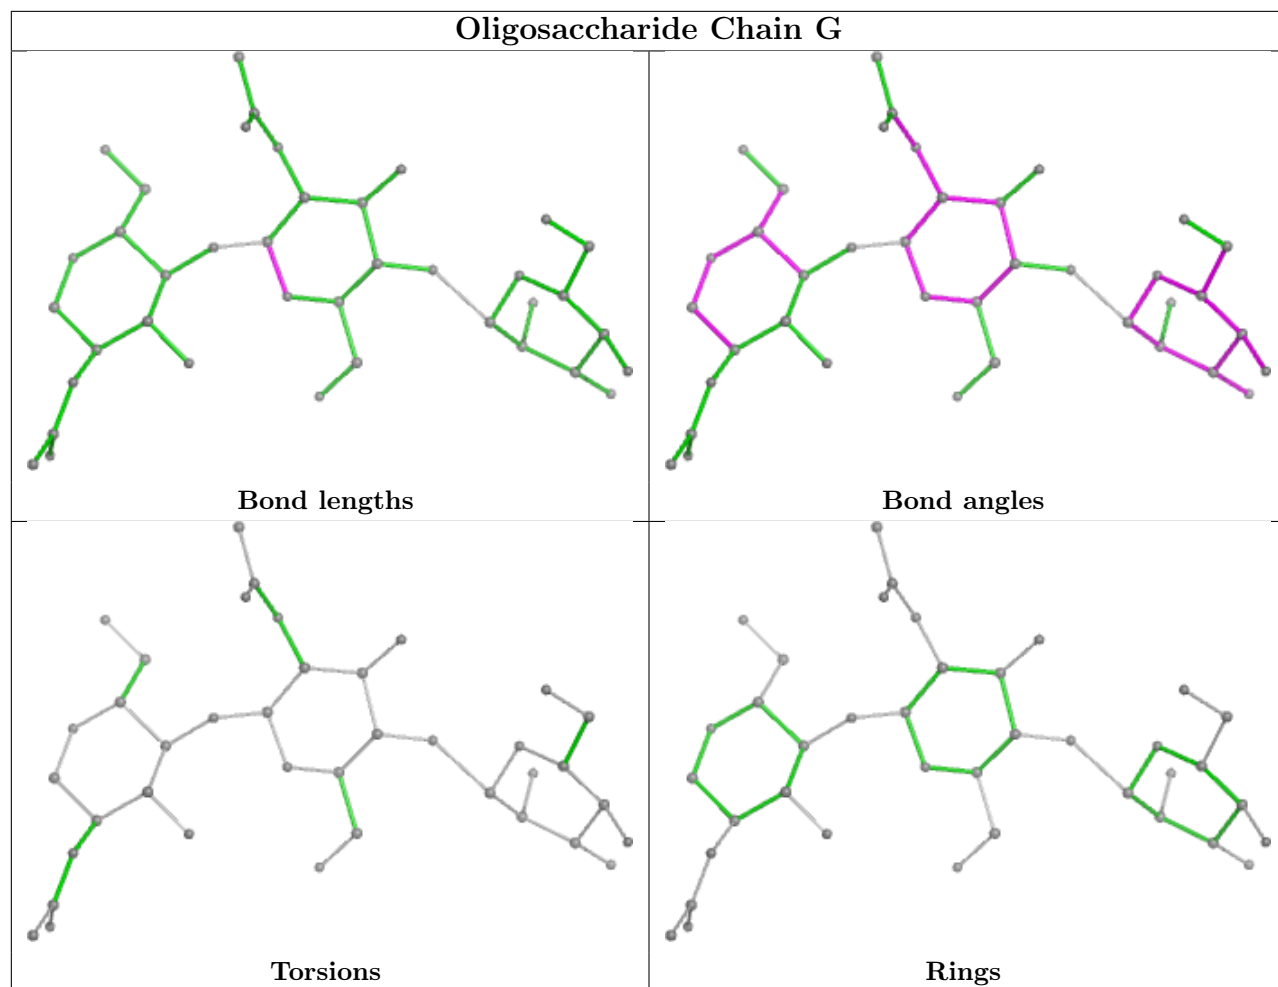 Oligosaccharide Chain G
Bond lengths
Bond angles
Torsions
Rings